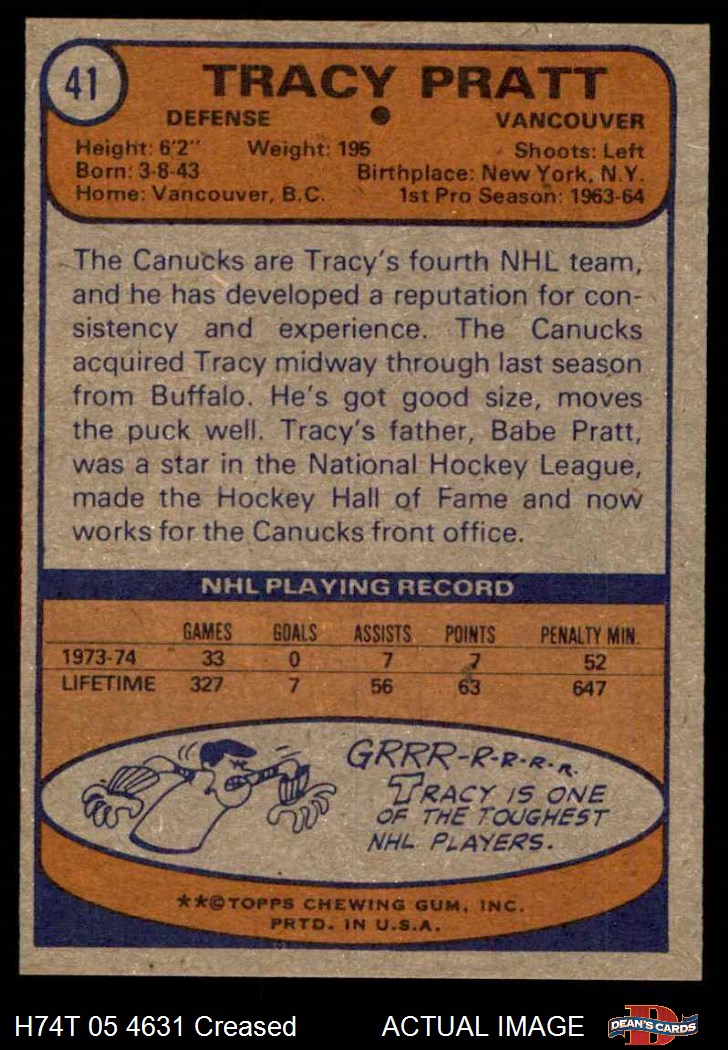 41
TRACY PRATT
DEFENSE ● VANCOUVER
Height: 6'2" Weight: 195 Shoots: Left
Born: 3-8-43 Birthplace: New York, N.Y.
Home: Vancouver, B.C. 1st Pro Season: 1963-64
The Canucks are Tracy's fourth NHL team,
and he has developed a reputation for con-
sistency and experience. The Canucks
acquired Tracy midway through last season
from Buffalo. He's got good size, moves
the puck well. Tracy's father, Babe Pratt,
was a star in the National Hockey League,
made the Hockey Hall of Fame and now
works for the Canucks front office.
NHL PLAYING RECORD
GAMES GOALS ASSISTS POINTS PENALTY MIN.
1973-74 33 0 7 7 52
LIFETIME 327 7 56 63 647
GRRR-R-R-R-R.
TRACY IS ONE
OF THE TOUGHEST
NHL PLAYERS.
**©TOPPS CHEWING GUM, INC.
PRTD. IN U.S.A.
H74T 05 4631 Creased ACTUAL IMAGE
D
DEAN'S CARDS